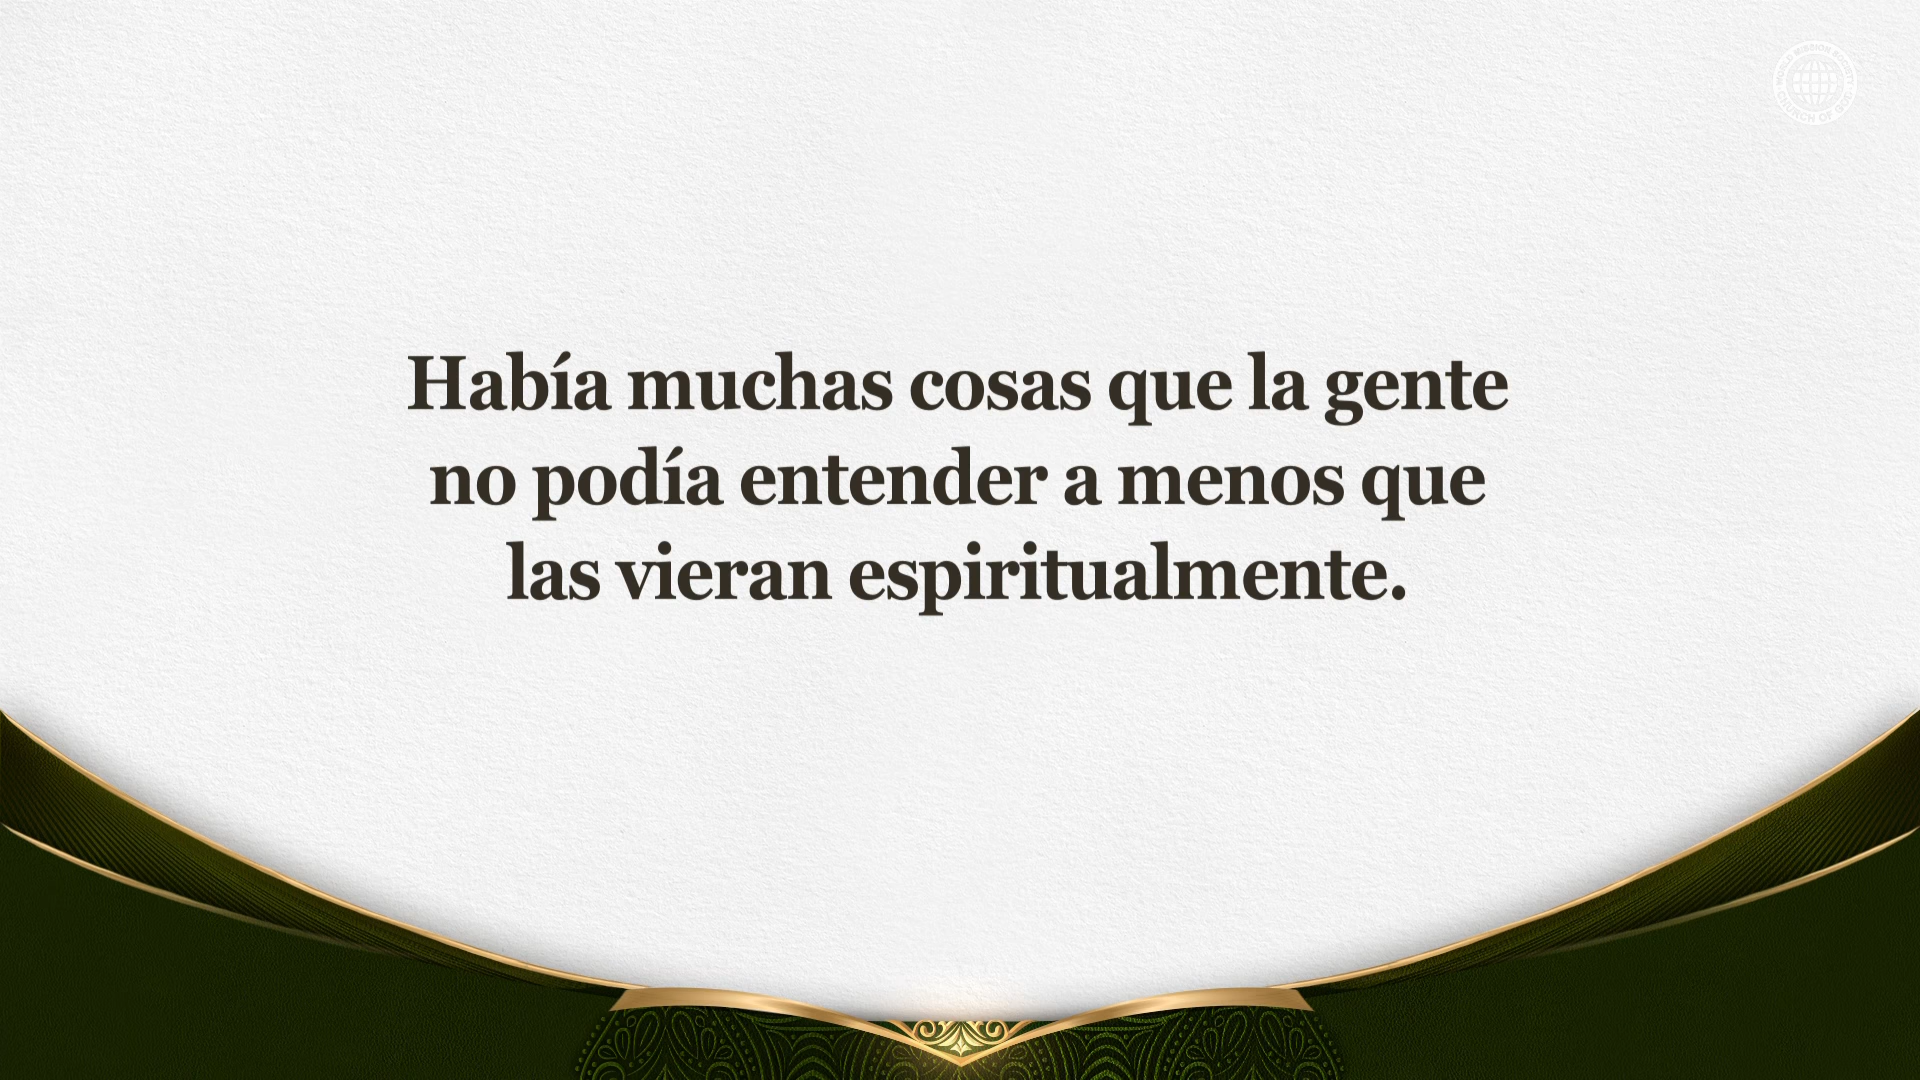 Había muchas cosas que la gente
no podía entender a menos que
las vieran espiritualmente.